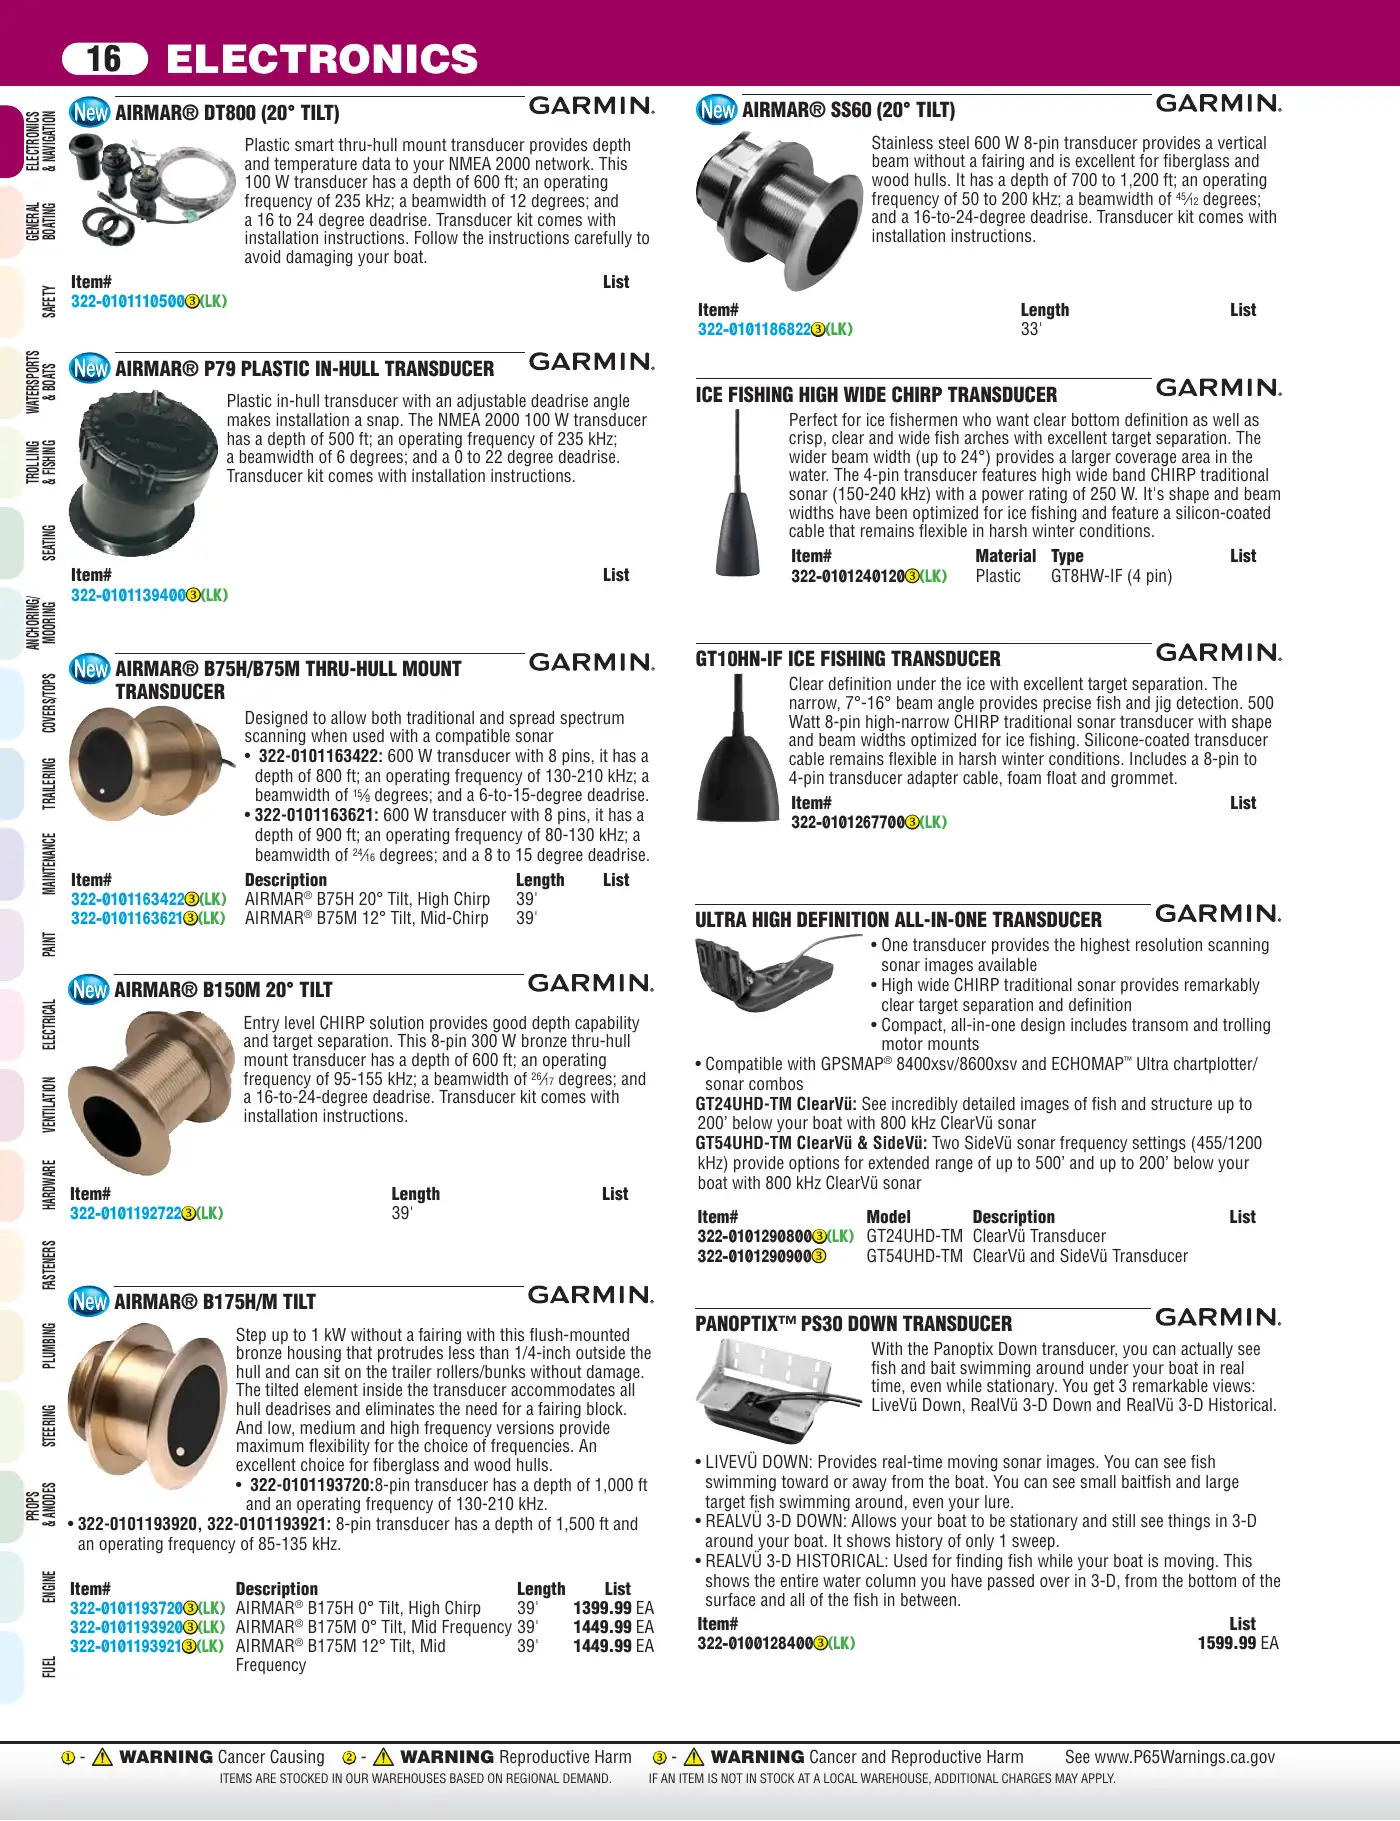 16 ELECTRONICS
ELECTRONICS
& NAVIGATION
GENERAL
BOATING
SAFETY
WATERSPORTS
& BOATS
TROLLING
& FISHING
SEATING
ANCHORING/
MOORING
COVERS/TOPS
TRAILERING
MAINTENANCE
PAINT
ELECTRICAL
VENTILATION
HARDWARE
FASTENERS
PLUMBING
STEERING
PROPS
& ANODES
ENGINE
FUEL
New AIRMAR® DT800 (20° TILT) GARMIN.
Plastic smart thru-hull mount transducer provides depth
and temperature data to your NMEA 2000 network. This
100 W transducer has a depth of 600 ft; an operating
frequency of 235 kHz; a beamwidth of 12 degrees; and
a 16 to 24 degree deadrise. Transducer kit comes with
installation instructions. Follow the instructions carefully to
avoid damaging your boat.
Item# List
322-0101110500③(LK)
New AIRMAR® P79 PLASTIC IN-HULL TRANSDUCER GARMIN.
Plastic in-hull transducer with an adjustable deadrise angle
makes installation a snap. The NMEA 2000 100 W transducer
has a depth of 500 ft; an operating frequency of 235 kHz;
a beamwidth of 6 degrees; and a 0 to 22 degree deadrise.
Transducer kit comes with installation instructions.
Item# List
322-0101139400③(LK)
New AIRMAR® B75H/B75M THRU-HULL MOUNT GARMIN.
TRANSDUCER
Designed to allow both traditional and spread spectrum
scanning when used with a compatible sonar
• 322-0101163422: 600 W transducer with 8 pins, it has a
depth of 800 ft; an operating frequency of 130-210 kHz; a
beamwidth of 15⁄9 degrees; and a 6-to-15-degree deadrise.
• 322-0101163621: 600 W transducer with 8 pins, it has a
depth of 900 ft; an operating frequency of 80-130 kHz; a
beamwidth of 24⁄16 degrees; and a 8 to 15 degree deadrise.
Item# Description Length List
322-0101163422③(LK) AIRMAR® B75H 20° Tilt, High Chirp 39'
322-0101163621③(LK) AIRMAR® B75M 12° Tilt, Mid-Chirp 39'
New AIRMAR® B150M 20° TILT GARMIN.
Entry level CHIRP solution provides good depth capability
and target separation. This 8-pin 300 W bronze thru-hull
mount transducer has a depth of 600 ft; an operating
frequency of 95-155 kHz; a beamwidth of 26⁄17 degrees; and
a 16-to-24-degree deadrise. Transducer kit comes with
installation instructions.
Item# Length List
322-0101192722③(LK) 39'
New AIRMAR® B175H/M TILT GARMIN.
Step up to 1 kW without a fairing with this flush-mounted
bronze housing that protrudes less than 1/4-inch outside the
hull and can sit on the trailer rollers/bunks without damage.
The tilted element inside the transducer accommodates all
hull deadrises and eliminates the need for a fairing block.
And low, medium and high frequency versions provide
maximum flexibility for the choice of frequencies. An
excellent choice for fiberglass and wood hulls.
• 322-0101193720:8-pin transducer has a depth of 1,000 ft
and an operating frequency of 130-210 kHz.
• 322-0101193920, 322-0101193921: 8-pin transducer has a depth of 1,500 ft and
an operating frequency of 85-135 kHz.
Item# Description Length List
322-0101193720③(LK) AIRMAR® B175H 0° Tilt, High Chirp 39' 1399.99 EA
322-0101193920③(LK) AIRMAR® B175M 0° Tilt, Mid Frequency 39' 1449.99 EA
322-0101193921③(LK) AIRMAR® B175M 12° Tilt, Mid 39' 1449.99 EA
Frequency
New AIRMAR® SS60 (20° TILT) GARMIN.
Stainless steel 600 W 8-pin transducer provides a vertical
beam without a fairing and is excellent for fiberglass and
wood hulls. It has a depth of 700 to 1,200 ft; an operating
frequency of 50 to 200 kHz; a beamwidth of 45⁄12 degrees;
and a 16-to-24-degree deadrise. Transducer kit comes with
installation instructions.
Item# Length List
322-0101186822③(LK) 33'
ICE FISHING HIGH WIDE CHIRP TRANSDUCER GARMIN.
Perfect for ice fishermen who want clear bottom definition as well as
crisp, clear and wide fish arches with excellent target separation. The
wider beam width (up to 24°) provides a larger coverage area in the
water. The 4-pin transducer features high wide band CHIRP traditional
sonar (150-240 kHz) with a power rating of 250 W. It's shape and beam
widths have been optimized for ice fishing and feature a silicon-coated
cable that remains flexible in harsh winter conditions.
Item# Material Type List
322-0101240120③(LK) Plastic GT8HW-IF (4 pin)
GT10HN-IF ICE FISHING TRANSDUCER GARMIN.
Clear definition under the ice with excellent target separation. The
narrow, 7°-16° beam angle provides precise fish and jig detection. 500
Watt 8-pin high-narrow CHIRP traditional sonar transducer with shape
and beam widths optimized for ice fishing. Silicone-coated transducer
cable remains flexible in harsh winter conditions. Includes a 8-pin to
4-pin transducer adapter cable, foam float and grommet.
Item# List
322-0101267700③(LK)
ULTRA HIGH DEFINITION ALL-IN-ONE TRANSDUCER GARMIN.
• One transducer provides the highest resolution scanning
sonar images available
• High wide CHIRP traditional sonar provides remarkably
clear target separation and definition
• Compact, all-in-one design includes transom and trolling
motor mounts
• Compatible with GPSMAP® 8400xsv/8600xsv and ECHOMAP™ Ultra chartplotter/
sonar combos
GT24UHD-TM ClearVü: See incredibly detailed images of fish and structure up to
200’ below your boat with 800 kHz ClearVü sonar
GT54UHD-TM ClearVü & SideVü: Two SideVü sonar frequency settings (455/1200
kHz) provide options for extended range of up to 500’ and up to 200’ below your
boat with 800 kHz ClearVü sonar
Item# Model Description List
322-0101290800③(LK) GT24UHD-TM ClearVü Transducer
322-0101290900③ GT54UHD-TM ClearVü and SideVü Transducer
PANOPTIX™ PS30 DOWN TRANSDUCER GARMIN.
With the Panoptix Down transducer, you can actually see
fish and bait swimming around under your boat in real
time, even while stationary. You get 3 remarkable views:
LiveVü Down, RealVü 3-D Down and RealVü 3-D Historical.
• LIVEVÜ DOWN: Provides real-time moving sonar images. You can see fish
swimming toward or away from the boat. You can see small baitfish and large
target fish swimming around, even your lure.
• REALVÜ 3-D DOWN: Allows your boat to be stationary and still see things in 3-D
around your boat. It shows history of only 1 sweep.
• REALVÜ 3-D HISTORICAL: Used for finding fish while your boat is moving. This
shows the entire water column you have passed over in 3-D, from the bottom of the
surface and all of the fish in between.
Item# List
322-0100128400③(LK) 1599.99 EA
① - ⚠ WARNING Cancer Causing ② - ⚠ WARNING Reproductive Harm ③ - ⚠ WARNING Cancer and Reproductive Harm See www.P65Warnings.ca.gov
ITEMS ARE STOCKED IN OUR WAREHOUSES BASED ON REGIONAL DEMAND. IF AN ITEM IS NOT IN STOCK AT A LOCAL WAREHOUSE, ADDITIONAL CHARGES MAY APPLY.